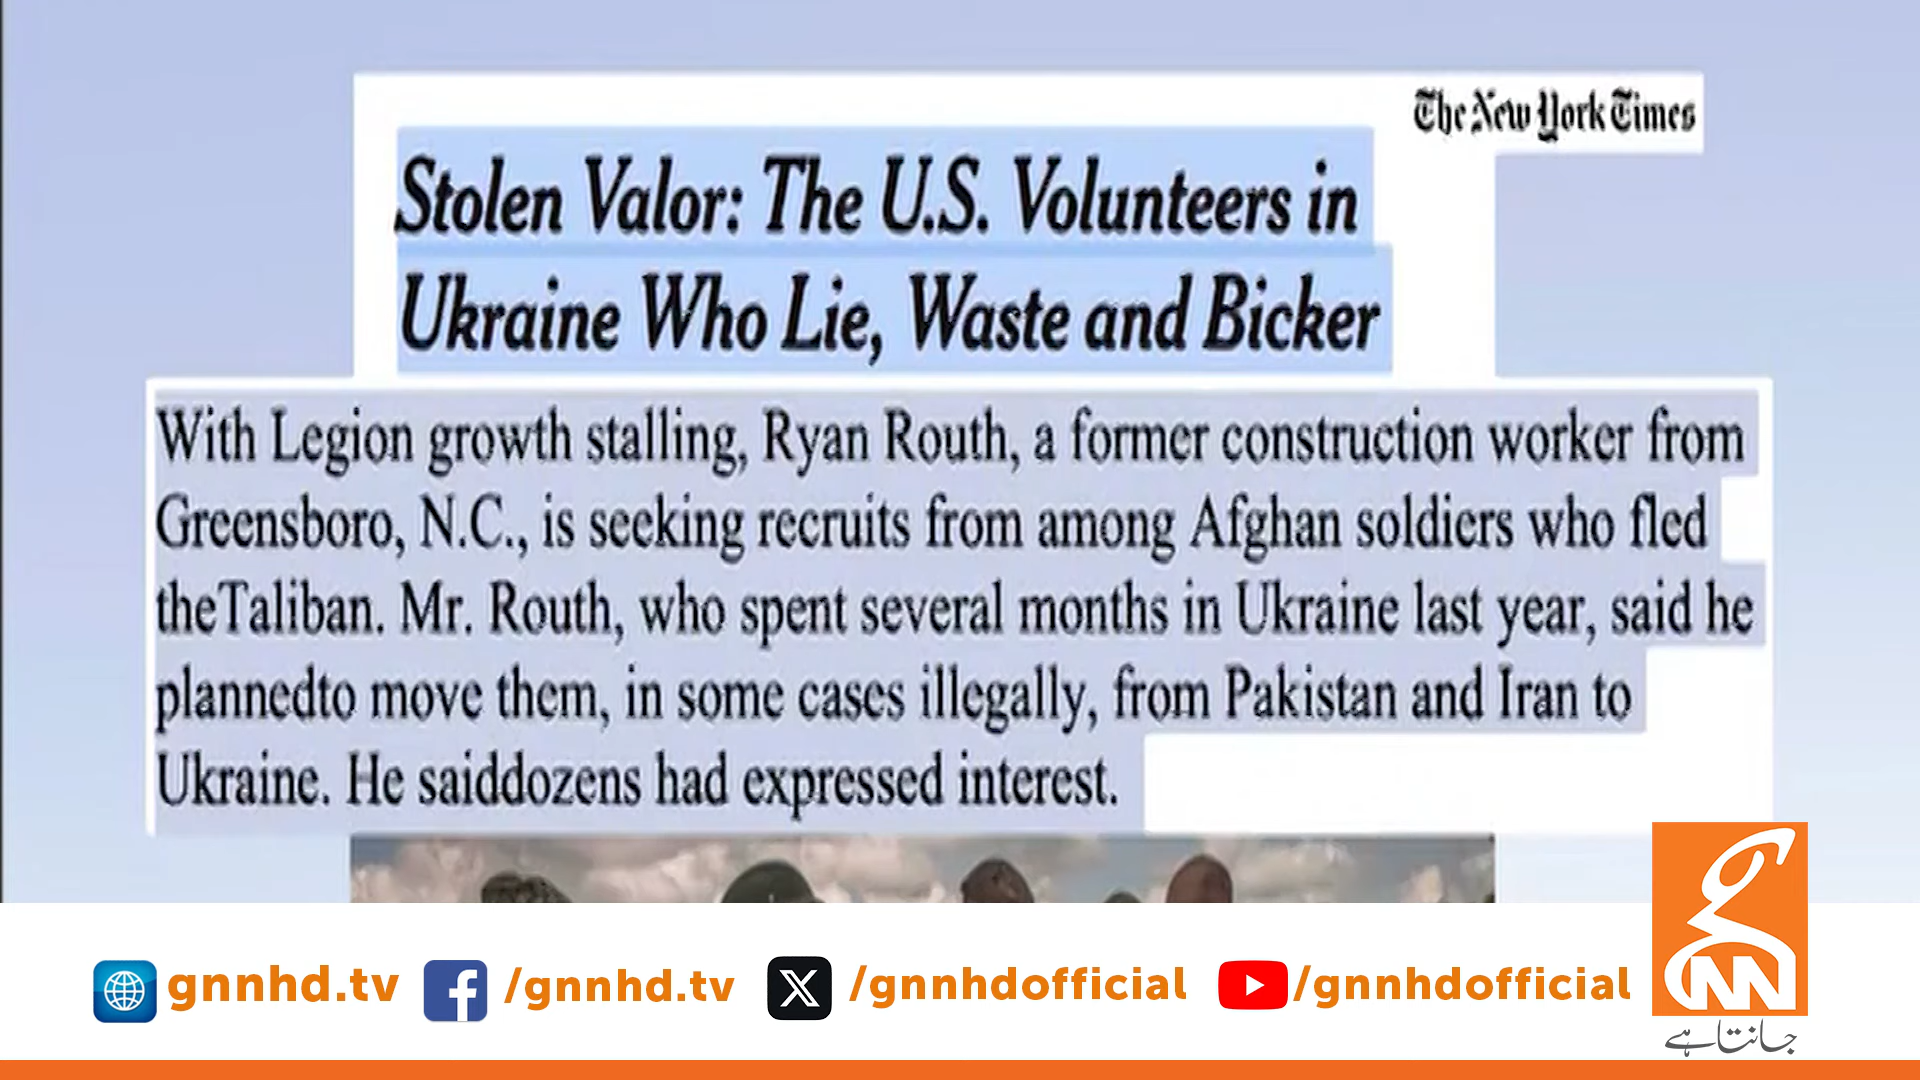 The New York Times
Stolen Valor: The U.S. Volunteers in
Ukraine Who Lie, Waste and Bicker
With Legion growth stalling, Ryan Routh, a former construction worker from
Greensboro, N.C., is seeking recruits from among Afghan soldiers who fled
theTaliban. Mr. Routh, who spent several months in Ukraine last year, said he
plannedto move them, in some cases illegally, from Pakistan and Iran to
Ukraine. He saiddozens had expressed interest.
gnnhd.tv /gnnhd.tv /gnnhdofficial /gnnhdofficial
GNN
جانتا ہے